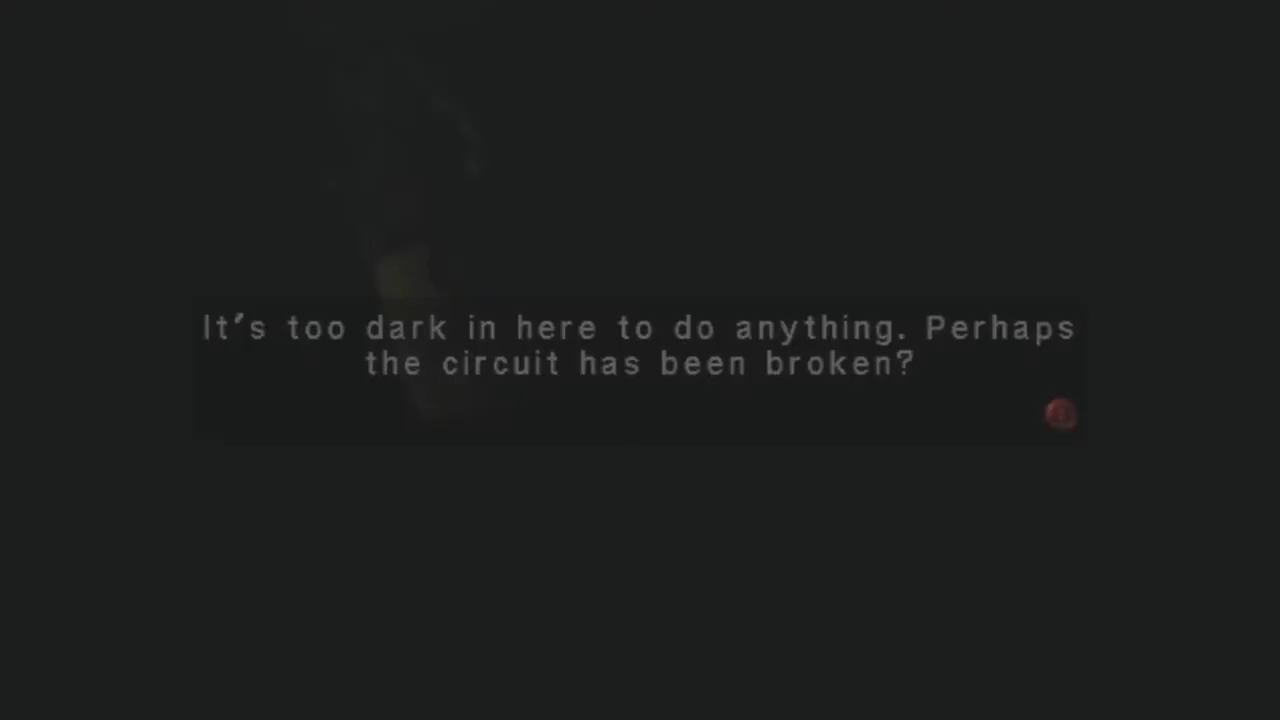 It's too dark in here to do anything. Perhaps
the circuit has been broken?